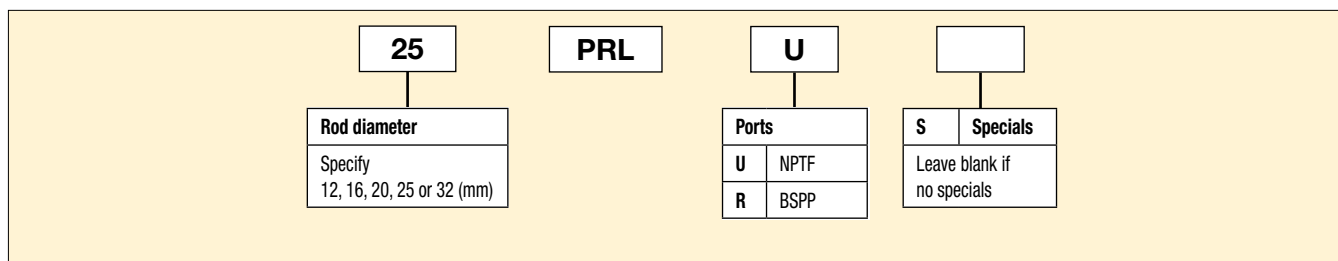 25 PRL U
Rod diameter
Specify
12, 16, 20, 25 or 32 (mm)
Ports
U NPTF
R BSPP
S Specials
Leave blank if
no specials